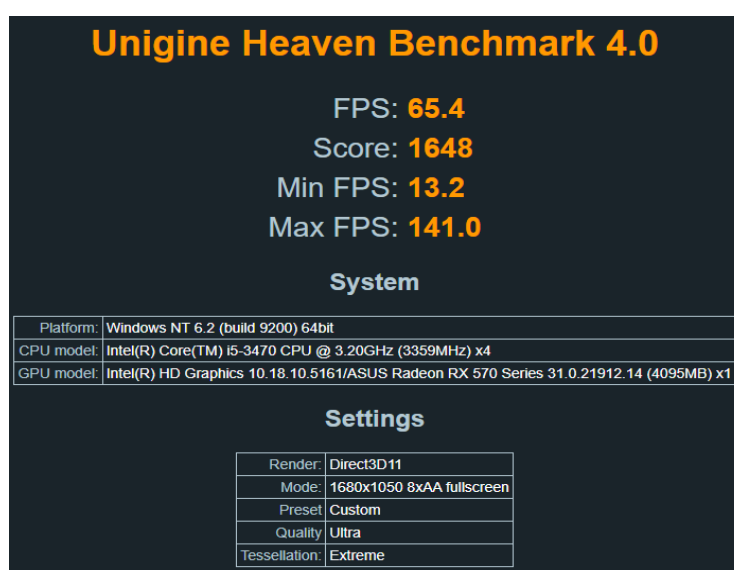 Unigine Heaven Benchmark 4.0
FPS: 65.4
Score: 1648
Min FPS: 13.2
Max FPS: 141.0
System
Platform: Windows NT 6.2 (build 9200) 64bit
CPU model: Intel(R) Core(TM) i5-3470 CPU @ 3.20GHz (3359MHz) x4
GPU model: Intel(R) HD Graphics 10.18.10.5161/ASUS Radeon RX 570 Series 31.0.21912.14 (4095MB) x1
Settings
Render: Direct3D11
Mode: 1680x1050 8xAA fullscreen
Preset Custom
Quality Ultra
Tessellation: Extreme